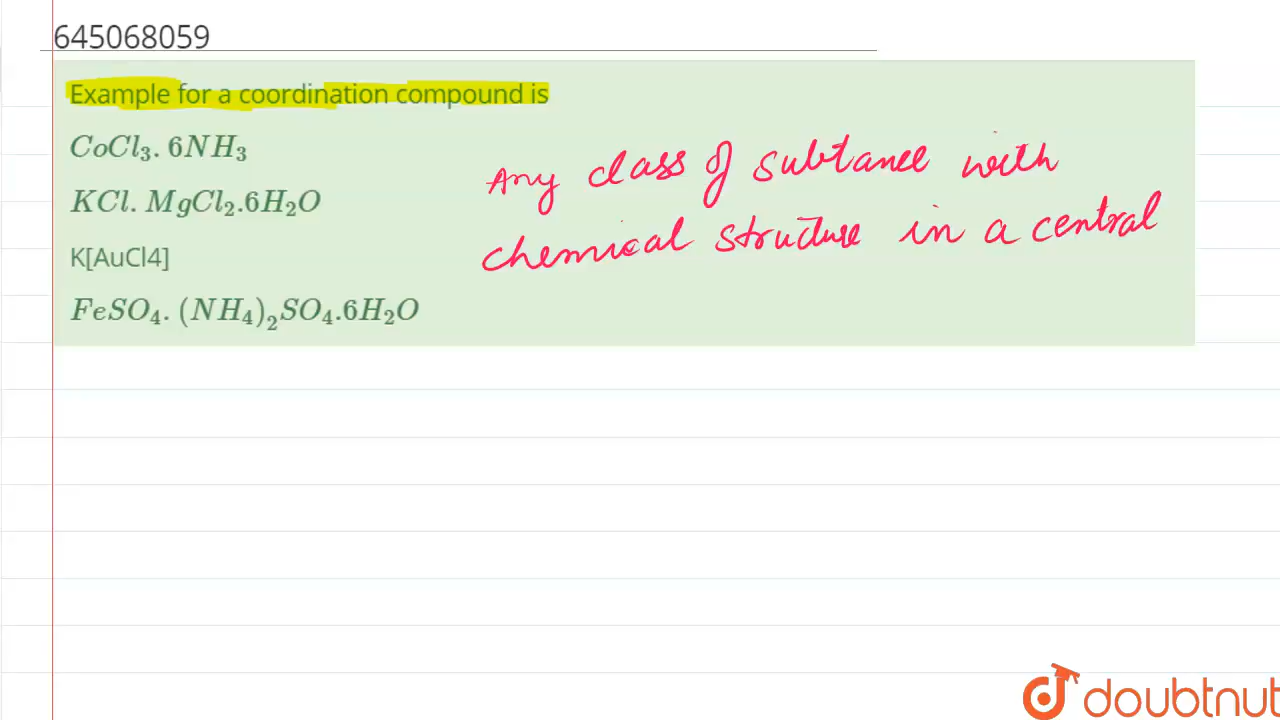 645068059
Example for a coordination compound is
CoCl₃. 6NH₃
KCl. MgCl₂.6H₂O
K[AuCl4]
FeSO₄. (NH₄)₂SO₄.6H₂O
Any class of subtance with
chemical structure in a central
doubtnut